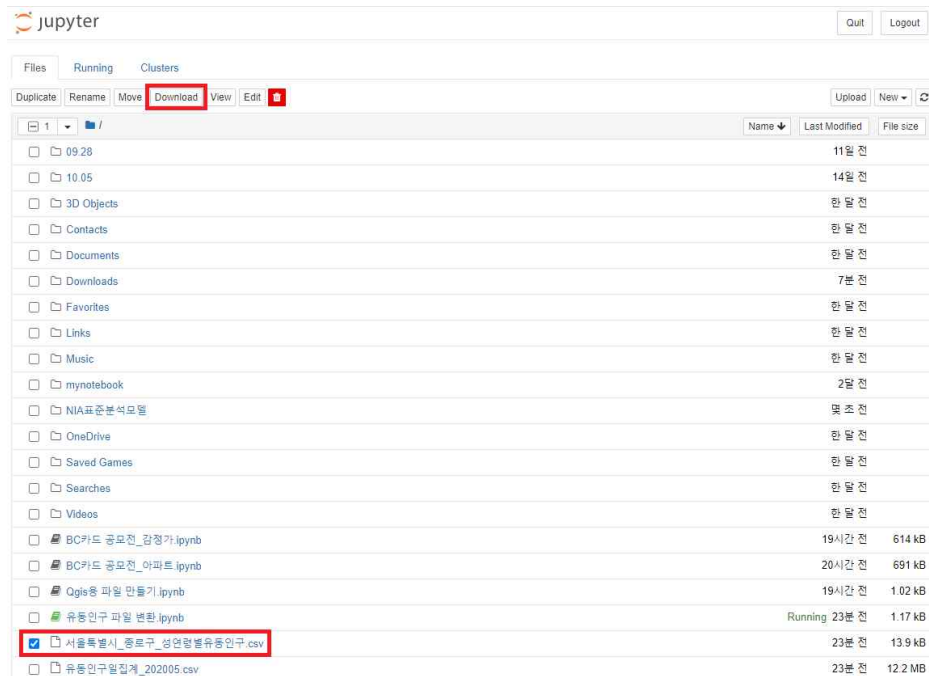 jupyter
Quit Logout
Files Running Clusters
Duplicate Rename Move Download View Edit Upload New
1 / Name Last Modified File size
09.28 11일 전
10.05 14일 전
3D Objects 한 달 전
Contacts 한 달 전
Documents 한 달 전
Downloads 7분 전
Favorites 한 달 전
Links 한 달 전
Music 한 달 전
mynotebook 2달 전
NIA표준분석모델 몇 초 전
OneDrive 한 달 전
Saved Games 한 달 전
Searches 한 달 전
Videos 한 달 전
BC카드 공모전_감정가.ipynb 19시간 전 614 kB
BC카드 공모전_아파트.ipynb 20시간 전 691 kB
Qgis용 파일 만들기.ipynb 19시간 전 1.02 kB
유동인구 파일 변환.ipynb Running 23분 전 1.17 kB
서울특별시_종로구_성연령별유동인구.csv 23분 전 13.9 kB
유동인구일집계_202005.csv 23분 전 12.2 MB